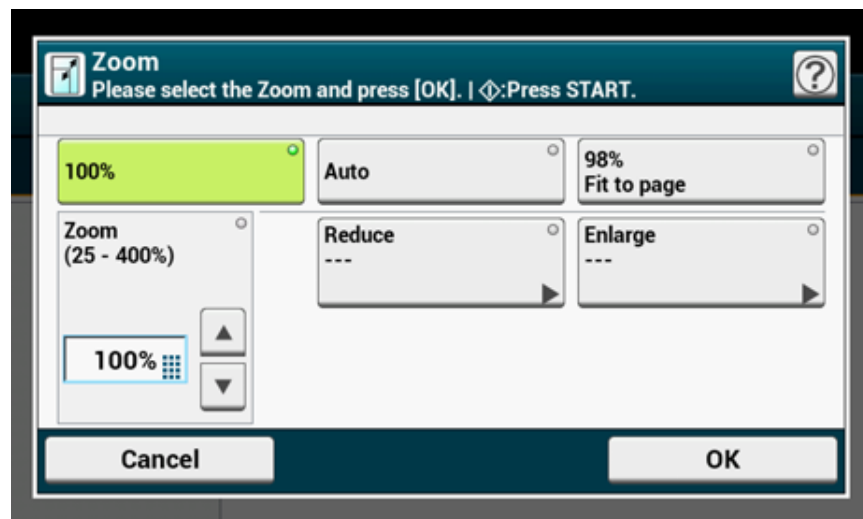 Zoom
Please select the Zoom and press [OK]. | :Press START.
100%
Auto
98%
Fit to page
Zoom
(25 - 400%)
Reduce
---
Enlarge
---
100%
Cancel
OK